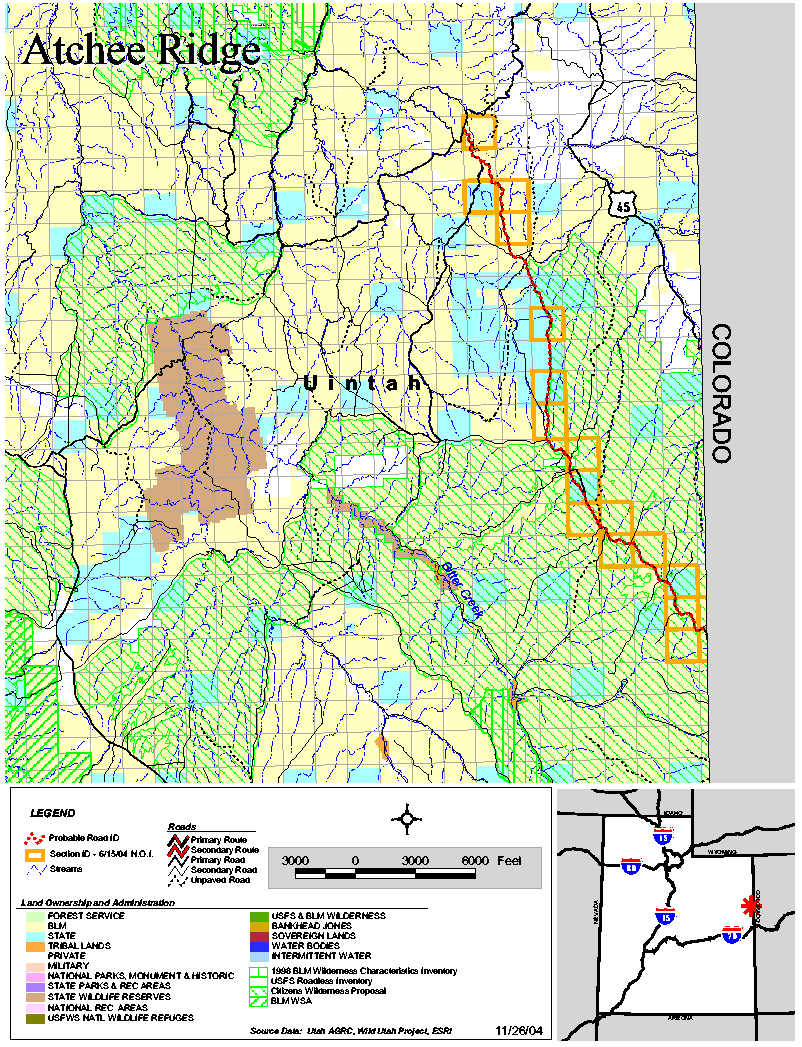 Atchee Ridge
45
COLORADO
Uintah
Bitter Creek
LEGEND
Probable Road ID
Section ID - 6/15/04 N.O.I.
Streams
Roads
Primary Route
Secondary Route
Primary Road
Secondary Road
Unpaved Road
3000 0 3000 6000 Feet
Land Ownership and Administration
FOREST SERVICE
BLM
STATE
TRIBAL LANDS
PRIVATE
MILITARY
NATIONAL PARKS, MONUMENT & HISTORIC
STATE PARKS & REC AREAS
STATE WILDLIFE RESERVES
NATIONAL REC AREAS
USFWS NATL WILDLIFE REFUGES
USFS & BLM WILDERNESS
BANKHEAD JONES
SOVEREIGN LANDS
WATER BODIES
INTERMITTENT WATER
1998 BLM Wilderness Characteristics Inventory
USFS Roadless Inventory
Citizens Wilderness Proposal
BLM WSA
Source Data: Utah AGRC, Wild Utah Project, ESRI
11/26/04
IDAHO
WYOMING
15
80
NEVADA
15
70
COLORADO
ARIZONA